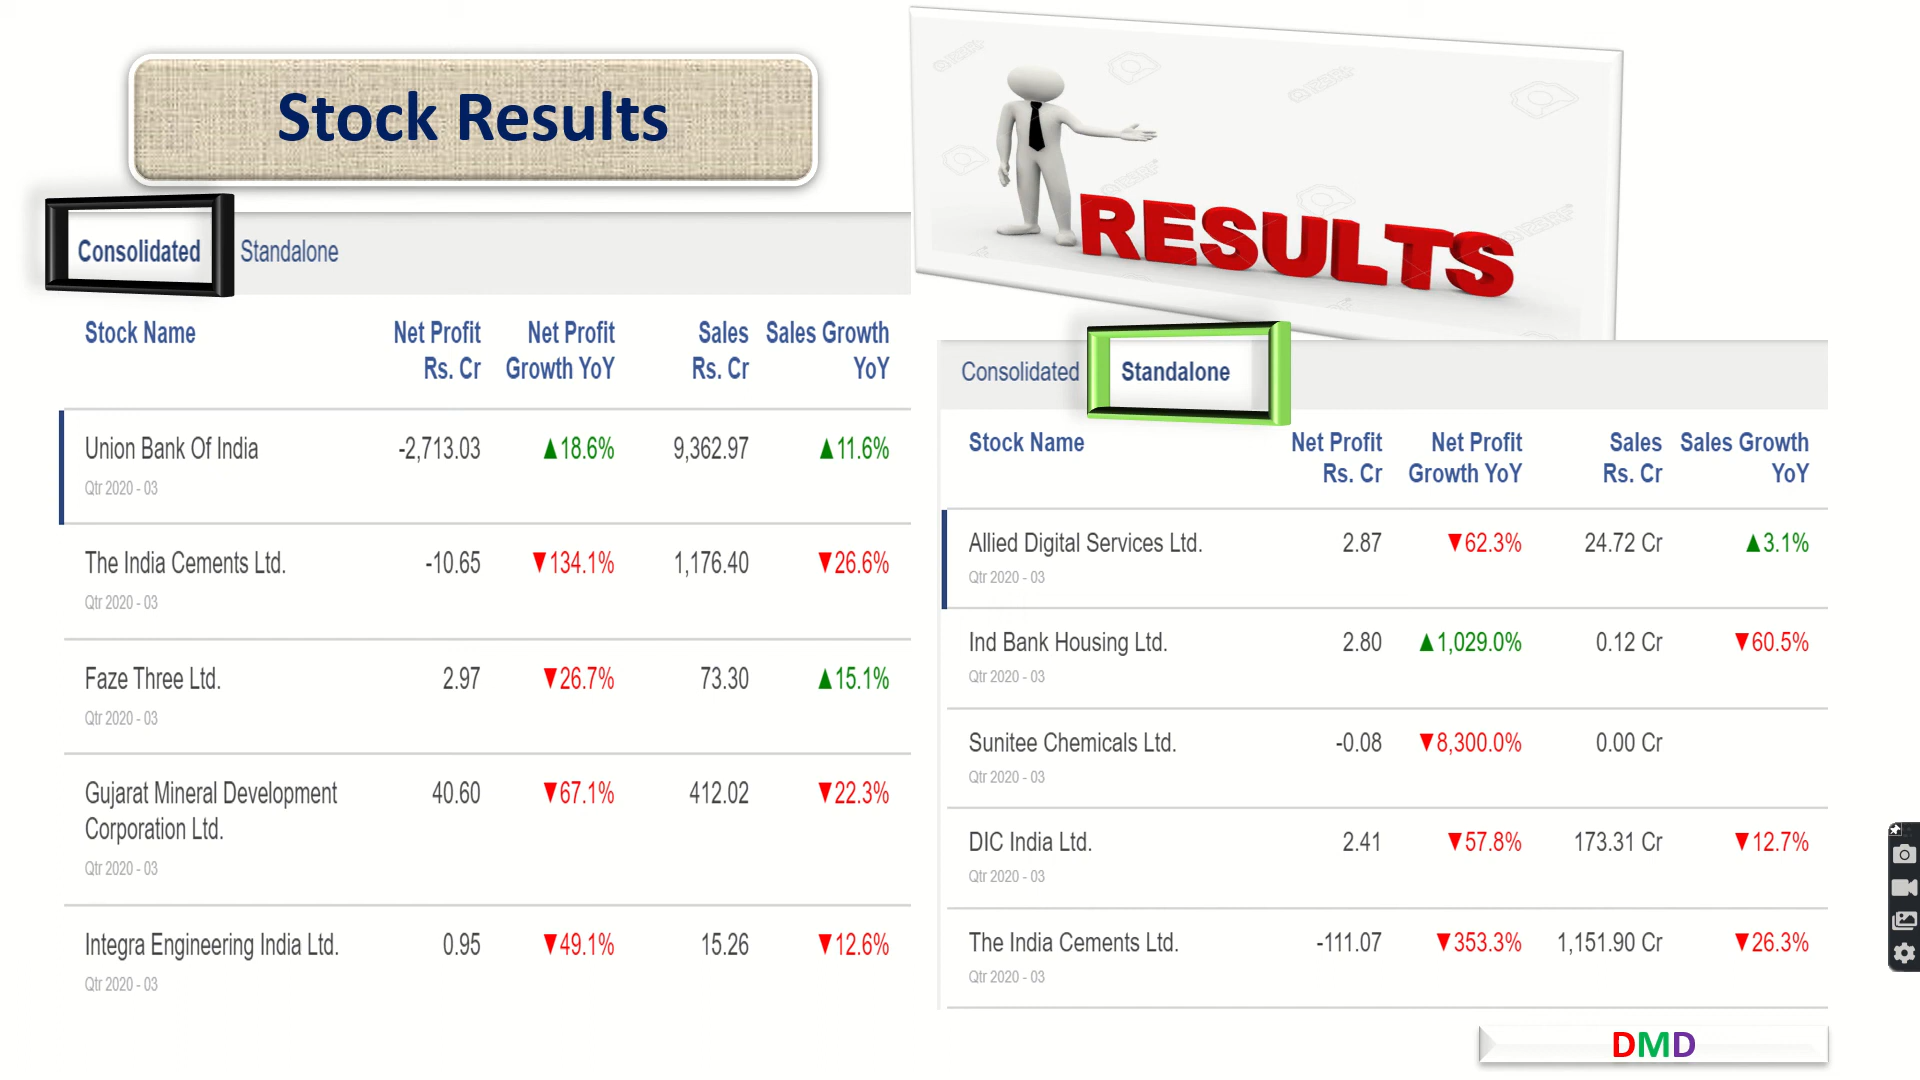 Stock Results
RESULTS
Consolidated Standalone
Stock Name Net Profit Net Profit Sales Sales Growth
Rs. Cr Growth YoY Rs. Cr YoY
Union Bank Of India -2,713.03 ▲18.6% 9,362.97 ▲11.6%
Qtr 2020 - 03
The India Cements Ltd. -10.65 ▼134.1% 1,176.40 ▼26.6%
Qtr 2020 - 03
Faze Three Ltd. 2.97 ▼26.7% 73.30 ▲15.1%
Qtr 2020 - 03
Gujarat Mineral Development 40.60 ▼67.1% 412.02 ▼22.3%
Corporation Ltd.
Qtr 2020 - 03
Integra Engineering India Ltd. 0.95 ▼49.1% 15.26 ▼12.6%
Qtr 2020 - 03
Consolidated Standalone
Stock Name Net Profit Net Profit Sales Sales Growth
Rs. Cr Growth YoY Rs. Cr YoY
Allied Digital Services Ltd. 2.87 ▼62.3% 24.72 Cr ▲3.1%
Qtr 2020 - 03
Ind Bank Housing Ltd. 2.80 ▲1,029.0% 0.12 Cr ▼60.5%
Qtr 2020 - 03
Sunitee Chemicals Ltd. -0.08 ▼8,300.0% 0.00 Cr
Qtr 2020 - 03
DIC India Ltd. 2.41 ▼57.8% 173.31 Cr ▼12.7%
Qtr 2020 - 03
The India Cements Ltd. -111.07 ▼353.3% 1,151.90 Cr ▼26.3%
Qtr 2020 - 03
DMD